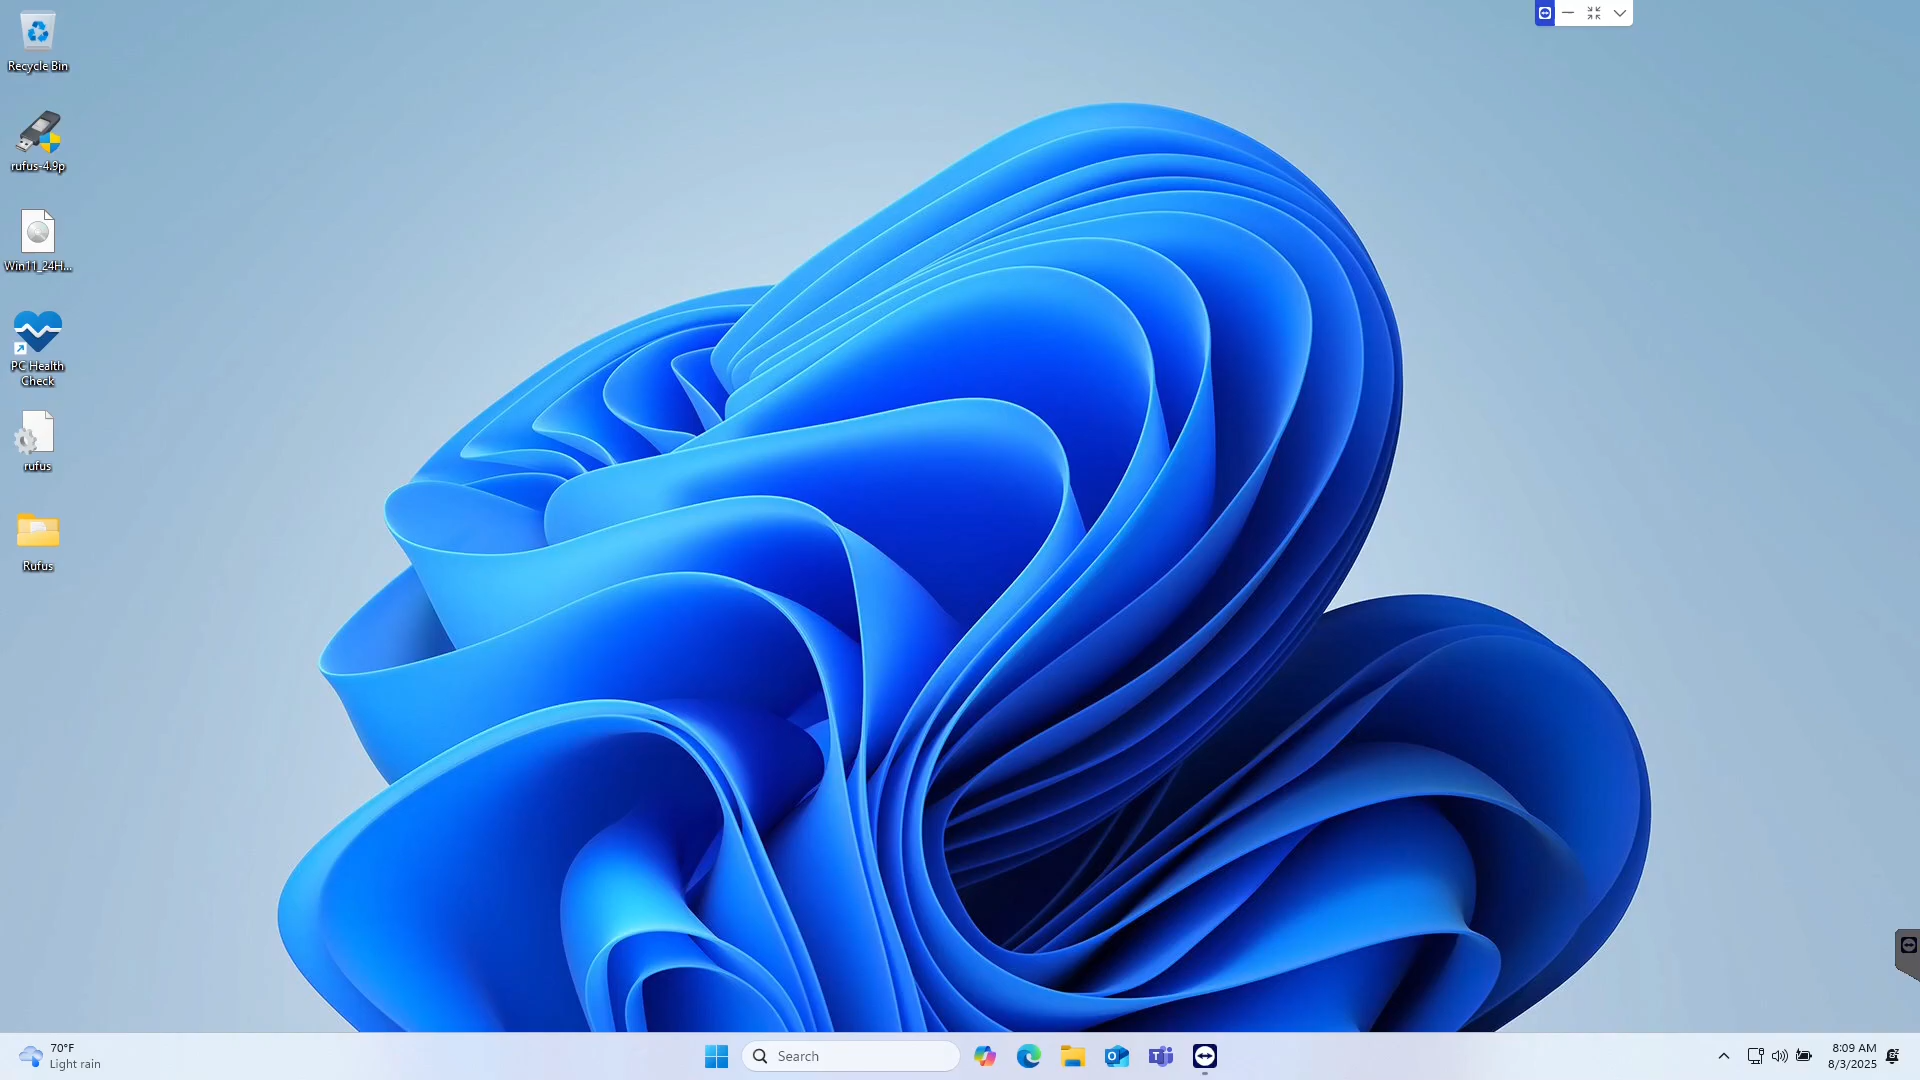 Recycle Bin
rufus-4.9p
Win11_24H...
PC Health
Check
rufus
Rufus
70°F
Light rain
Search
8:09 AM
8/3/2025